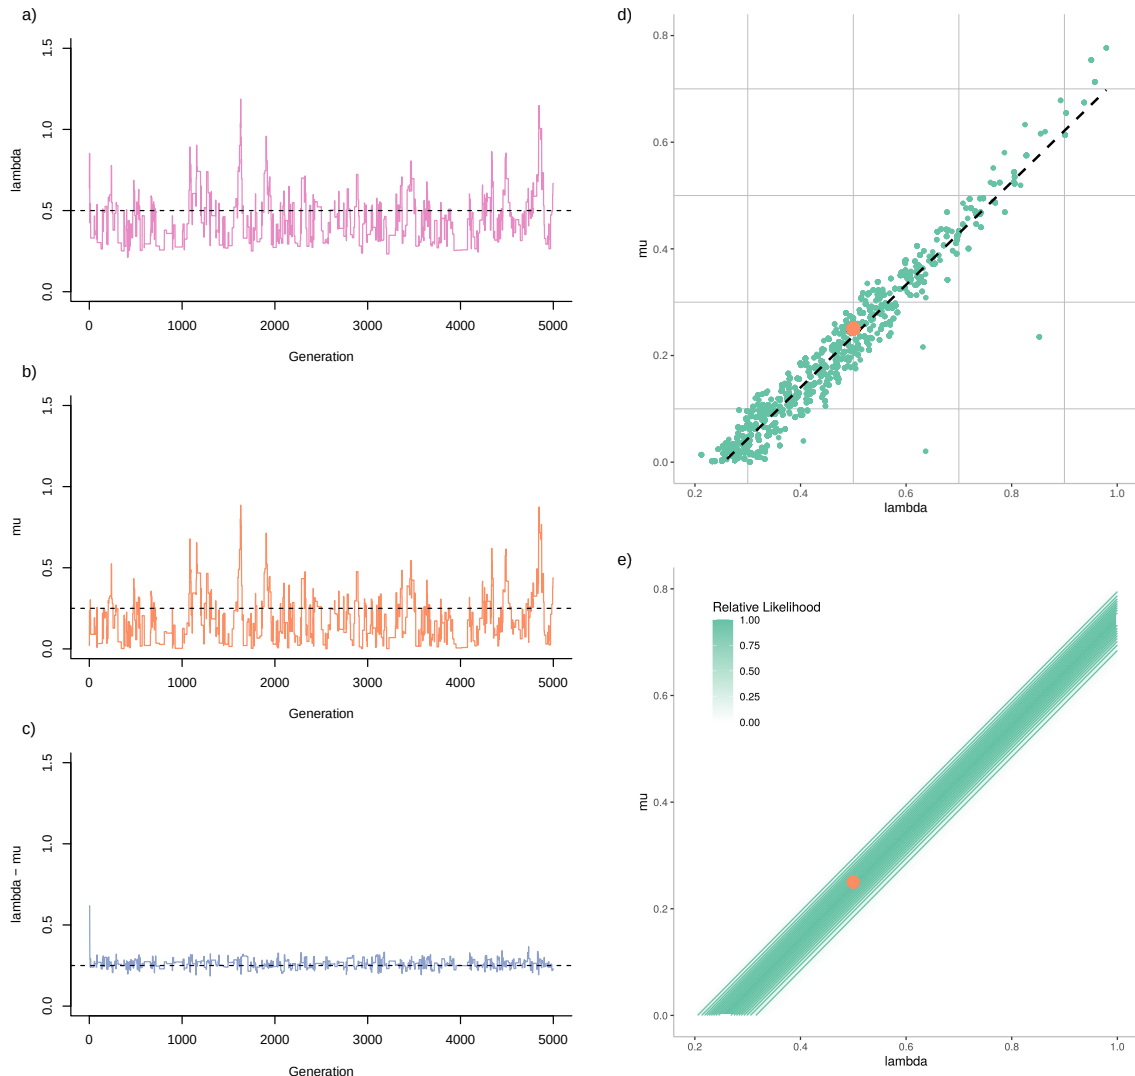 a)
lambda
1.5
1.0
0.5
0.0
0 1000 2000 3000 4000 5000
Generation
b)
mu
1.5
1.0
0.5
0.0
0 1000 2000 3000 4000 5000
Generation
c)
lambda − mu
1.5
1.0
0.5
0.0
0 1000 2000 3000 4000 5000
Generation
d)
mu
0.8
0.6
0.4
0.2
0.0
0.2 0.4 0.6 0.8 1.0
lambda
e)
mu
0.8
0.6
0.4
0.2
0.0
Relative Likelihood
1.00
0.75
0.50
0.25
0.00
0.2 0.4 0.6 0.8 1.0
lambda